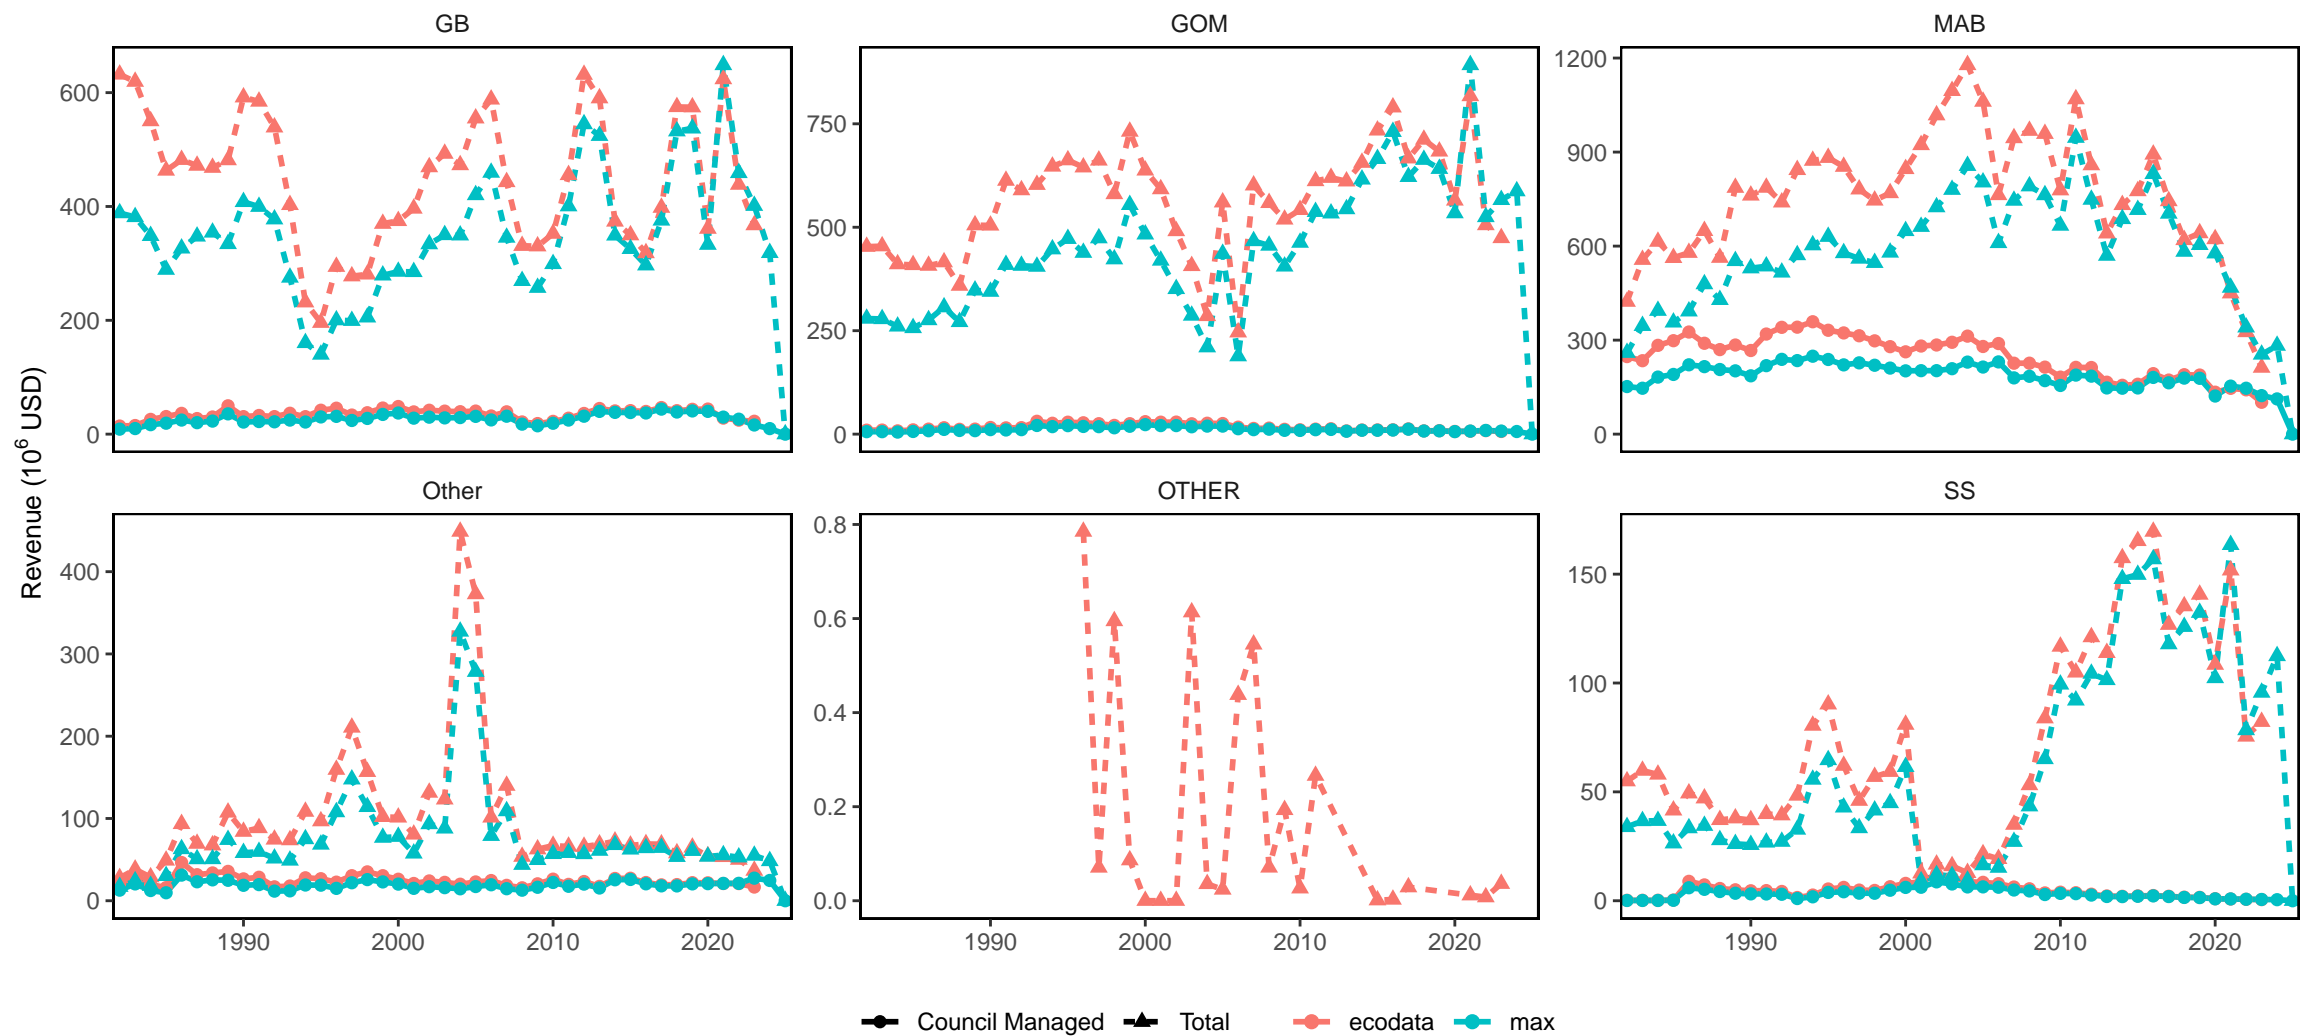 GB
GOM
MAB
Revenue (10⁶ USD)
600
400
200
0
750
500
250
0
1200
900
600
300
0
Other
OTHER
SS
400
300
200
100
0
0.8
0.6
0.4
0.2
0.0
150
100
50
0
1990 2000 2010 2020
1990 2000 2010 2020
1990 2000 2010 2020
Council Managed Total ecodata max